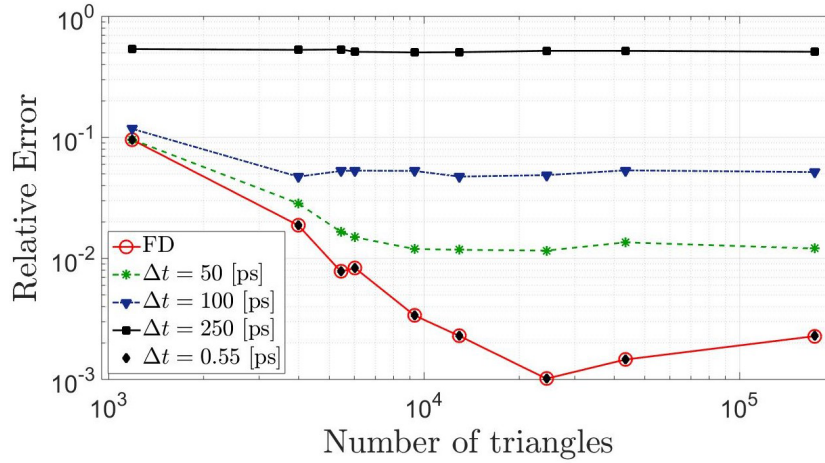 10^0
10^-1
10^-2
10^-3
Relative Error
FD
Δt = 50 [ps]
Δt = 100 [ps]
Δt = 250 [ps]
Δt = 0.55 [ps]
10^3
10^4
10^5
Number of triangles